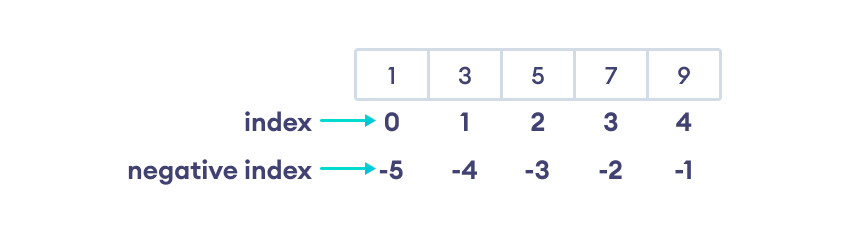 1 3 5 7 9
index 0 1 2 3 4
negative index -5 -4 -3 -2 -1